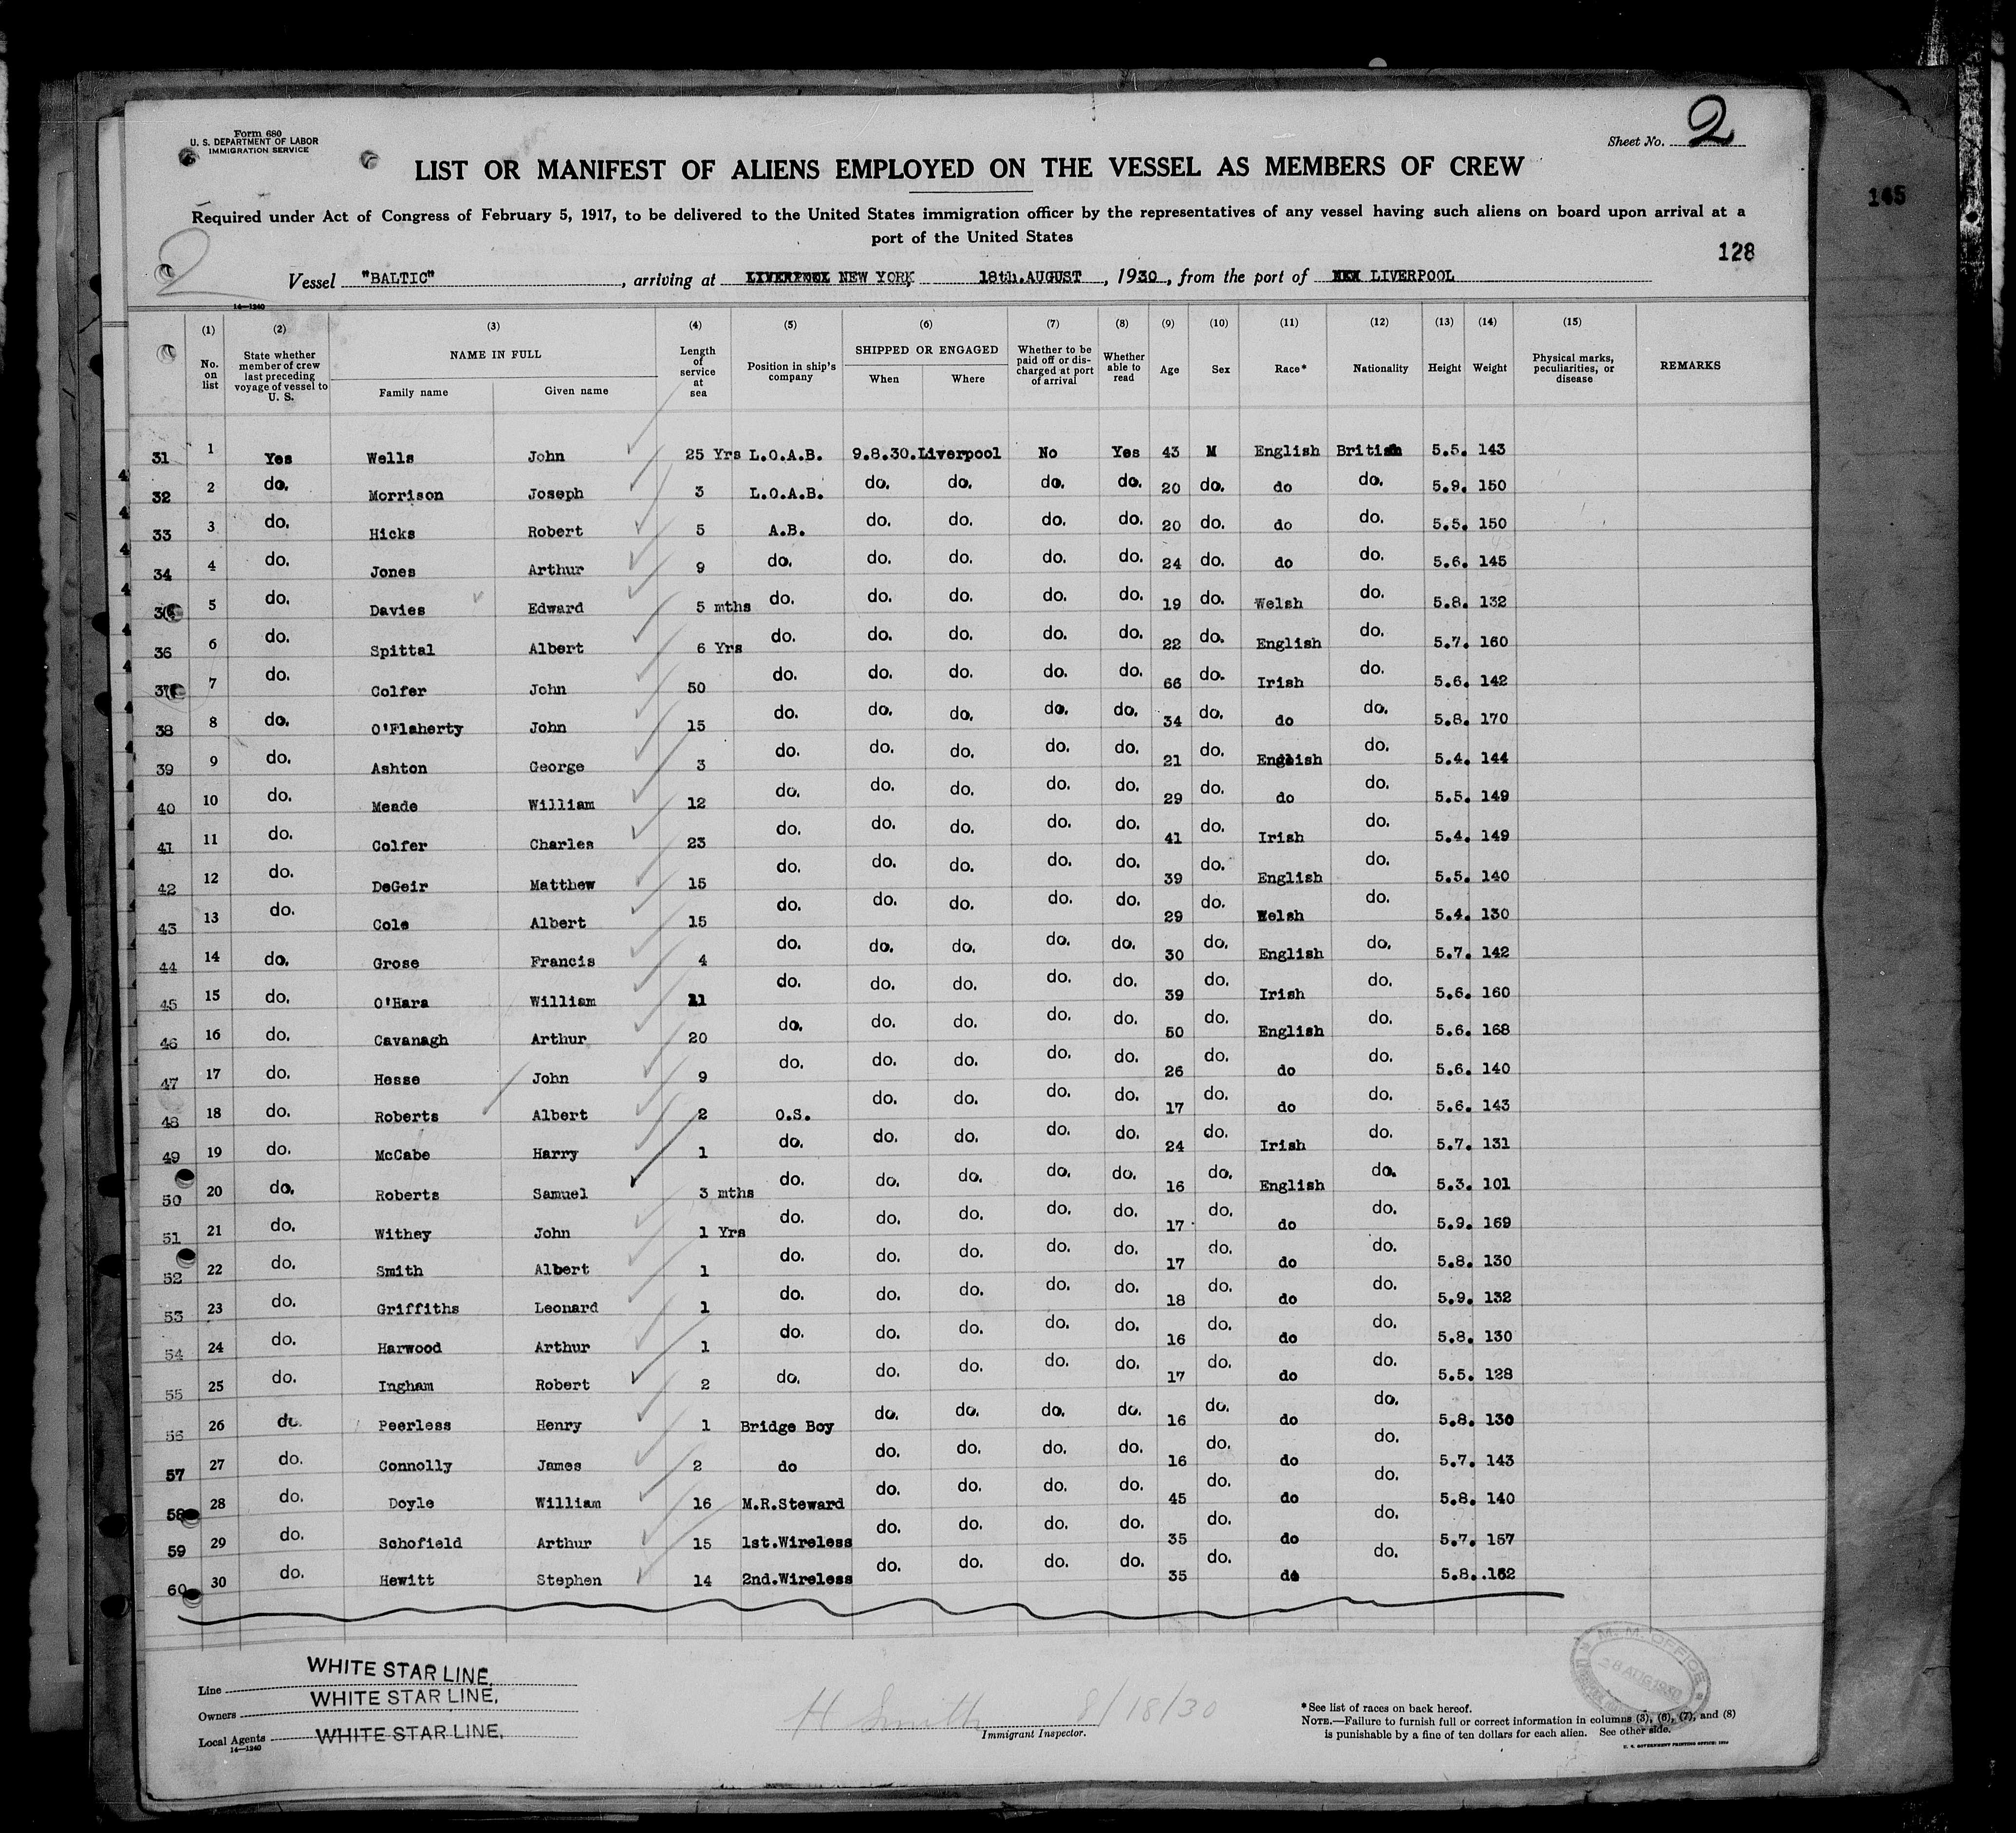 Form 680
U. S. DEPARTMENT OF LABOR
IMMIGRATION SERVICE
Sheet No. 2
LIST OR MANIFEST OF ALIENS EMPLOYED ON THE VESSEL AS MEMBERS OF CREW
145
Required under Act of Congress of February 5, 1917, to be delivered to the United States immigration officer by the representatives of any vessel having such aliens on board upon arrival at a
port of the United States
128
2
Vessel "BALTIC", arriving at LIVERPOOL NEW YORK, 18th.AUGUST, 1930, from the port of NEW LIVERPOOL
14—1240
(1) (2) (3) (4) (5) (6) (7) (8) (9) (10) (11) (12) (13) (14) (15)
No. on list | State whether member of crew last preceding voyage of vessel to U. S. | NAME IN FULL Family name Given name | Length of service at sea | Position in ship's company | SHIPPED OR ENGAGED When Where | Whether to be paid off or discharged at port of arrival | Whether able to read | Age | Sex | Race* | Nationality | Height | Weight | Physical marks, peculiarities, or disease | REMARKS
31 1 Yes Wells John 25 Yrs L.O.A.B. 9.8.30. Liverpool No Yes 43 M English British 5.5. 143
32 2 do. Morrison Joseph 3 L.O.A.B. do. do. do. do. 20 do. do do. 5.9. 150
33 3 do. Hicks Robert 5 A.B. do. do. do. do. 20 do. do do. 5.5. 150
34 4 do. Jones Arthur 9 do. do. do. do. do. 24 do. do do. 5.6. 145
5 do. Davies Edward 5 mths do. do. do. do. do. 19 do. Welsh do. 5.8. 132
36 6 do. Spittal Albert 6 Yrs do. do. do. do. do. 22 do. English do. 5.7. 160
37 7 do. Colfer John 50 do. do. do. do. do. 66 do. Irish do. 5.6. 142
38 8 do. O'Flaherty John 15 do. do. do. do. do. 34 do. do do. 5.8. 170
39 9 do. Ashton George 3 do. do. do. do. do. 21 do. English do. 5.4. 144
40 10 do. Meade William 12 do. do. do. do. do. 29 do. do do. 5.5. 149
41 11 do. Colfer Charles 23 do. do. do. do. do. 41 do. Irish do. 5.4. 149
42 12 do. DeGeir Matthew 15 do. do. do. do. do. 39 do. English do. 5.5. 140
43 13 do. Cole Albert 15 do. do. do. do. do. 29 do. Welsh do. 5.4. 130
44 14 do. Grose Francis 4 do. do. do. do. do. 30 do. English do. 5.7. 142
45 15 do. O'Hara William do. do. do. do. do. 39 do. Irish do. 5.6. 160
46 16 do. Cavanagh Arthur 20 do. do. do. do. do. 50 do. English do. 5.6. 168
47 17 do. Hesse John 9 do. do. do. do. do. 26 do. do do. 5.6. 140
48 18 do. Roberts Albert 2 O.S. do. do. do. do. 17 do. do do. 5.6. 143
49 19 do. McCabe Harry 1 do. do. do. do. do. 24 do. Irish do. 5.7. 131
50 20 do. Roberts Samuel 3 mths do. do. do. do. do. 16 do. English do. 5.3. 101
51 21 do. Withey John 1 Yrs do. do. do. do. do. 17 do. do do. 5.9. 169
52 22 do. Smith Albert 1 do. do. do. do. do. 17 do. do do. 5.8. 130
53 23 do. Griffiths Leonard 1 do. do. do. do. do. 18 do. do do. 5.9. 132
54 24 do. Harwood Arthur 1 do. do. do. do. do. 16 do. do do. 5.8. 130
55 25 do. Ingham Robert 2 do. do. do. do. do. 17 do. do do. 5.5. 128
56 26 do. Peerless Henry 1 Bridge Boy do. do. do. do. 16 do. do do. 5.8. 130
57 27 do. Connolly James 2 do do. do. do. do. 16 do. do do. 5.7. 143
58 28 do. Doyle William 16 M.R.Steward do. do. do. do. 45 do. do do. 5.8. 140
59 29 do. Schofield Arthur 15 1st.Wireless do. do. do. do. 35 do. do do. 5.7. 157
60 30 do. Hewitt Stephen 14 2nd.Wireless do. do. do. do. 35 do. do do. 5.8. 152
Line WHITE STAR LINE.
Owners WHITE STAR LINE.
Local Agents WHITE STAR LINE.
14—1240
H Smith 8/18/30
Immigrant Inspector.
M. M. OFFICE
AUG 1930
*See list of races on back hereof.
NOTE.—Failure to furnish full or correct information in columns (3), (6), (7), and (8)
is punishable by a fine of ten dollars for each alien. See other side.
U. S. GOVERNMENT PRINTING OFFICE: 1930